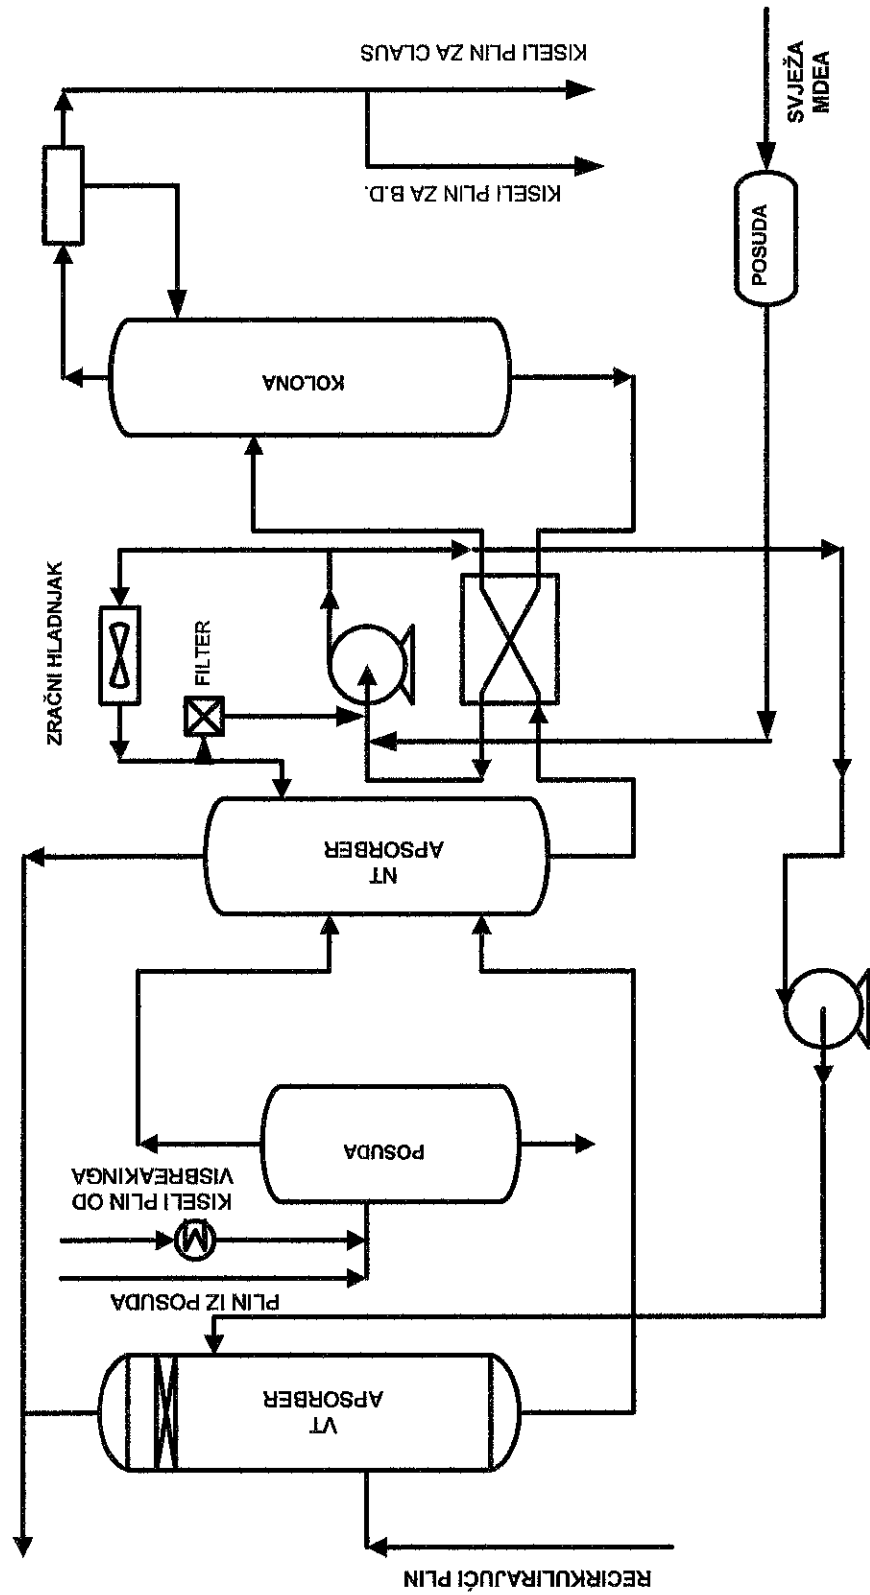 KISELI PLIN ZA CLAUS
KISELI PLIN ZA B.D.
SVJEŽA
MDEA
POSUDA
KOLONA
ZRAČNI HLADNJAK
FILTER
NT
APSORBER
KISELI PLIN OD
VISBREAKINGA
POSUDA
PLIN IZ POSUDA
VT
APSORBER
RECIRKULIRAJUĆI PLIN